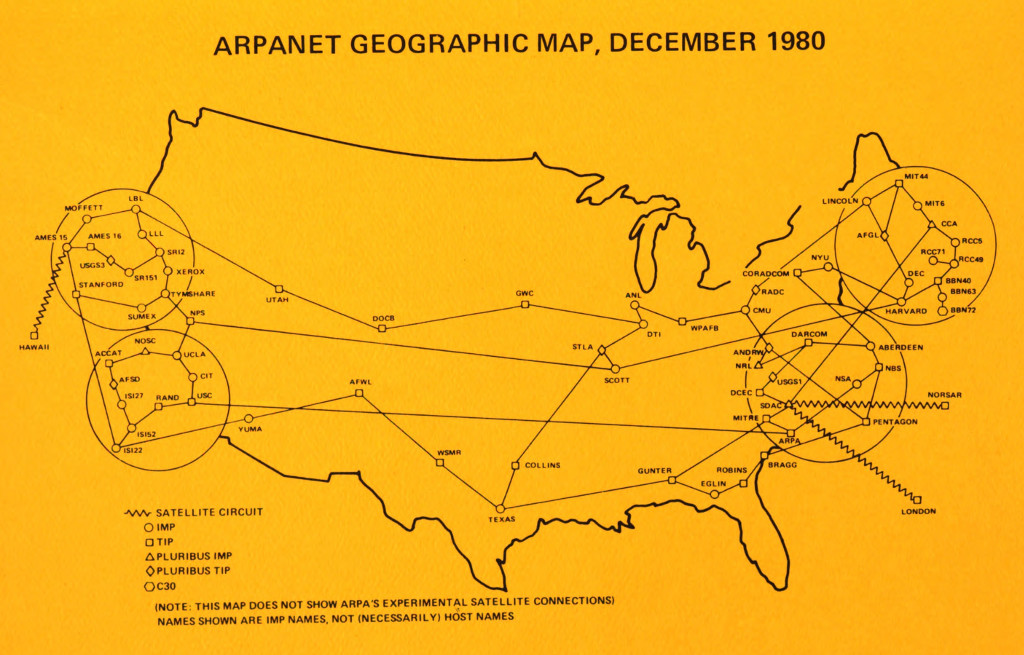 ARPANET GEOGRAPHIC MAP, DECEMBER 1980
MOFFETT
LBL
AMES 15
AMES 16
LLL
SRI2
USGS3
SRI51
XEROX
STANFORD
TYMSHARE
SUMEX
NPS
HAWAII
UTAH
DOCB
GWC
ANL
DTI
WPAFB
STLA
SCOTT
MIT44
LINCOLN
MIT6
CCA
AFGL
RCC5
RCC71
RCC49
NYU
DEC
BBN40
BBN63
BBN72
HARVARD
CORADCOM
RADC
CMU
DARCOM
ABERDEEN
ANDRW
NRL
NBS
USGS1
NSA
DCEC
SDAC
NORSAR
MITRE
PENTAGON
ARPA
LONDON
NOSC
ACCAT
UCLA
AFSD
CIT
ISI27
RAND
USC
ISI52
ISI22
AFWL
YUMA
WSMR
COLLINS
TEXAS
GUNTER
ROBINS
BRAGG
EGLIN
SATELLITE CIRCUIT
IMP
TIP
PLURIBUS IMP
PLURIBUS TIP
C30
(NOTE: THIS MAP DOES NOT SHOW ARPA'S EXPERIMENTAL SATELLITE CONNECTIONS)
NAMES SHOWN ARE IMP NAMES, NOT (NECESSARILY) HOST NAMES